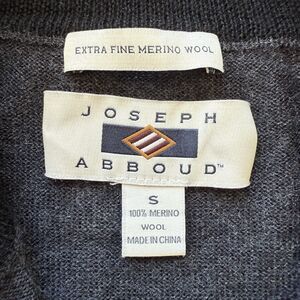 EXTRA FINE MERINO WOOL
JOSEPH
ABBOUD™
S
100% MERINO
WOOL
MADE IN CHINA